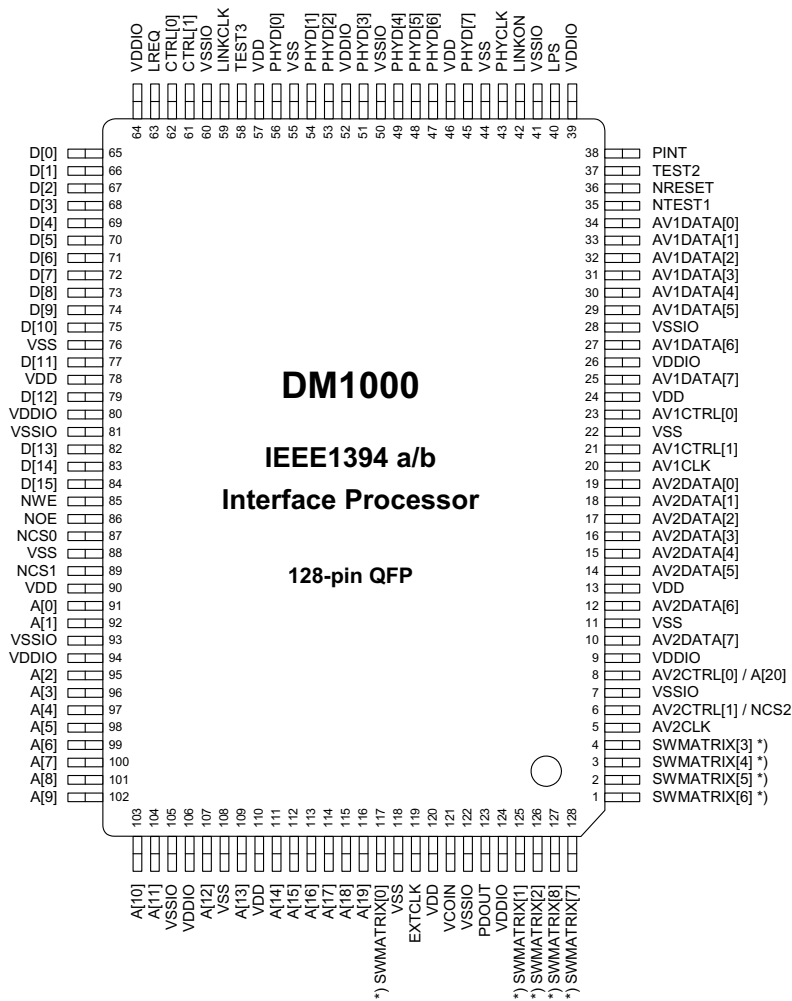 VDDIO
LREQ
CTRL[0]
CTRL[1]
VSSIO
LINKCLK
TEST3
VDD
PHYD[0]
VSS
PHYD[1]
PHYD[2]
VDDIO
PHYD[3]
VSSIO
PHYD[4]
PHYD[5]
PHYD[6]
VDD
PHYD[7]
VSS
PHYCLK
LINKON
VSSIO
LPS
VDDIO
64 63 62 61 60 59 58 57 56 55 54 53 52 51 50 49 48 47 46 45 44 43 42 41 40 39
D[0] 65
D[1] 66
D[2] 67
D[3] 68
D[4] 69
D[5] 70
D[6] 71
D[7] 72
D[8] 73
D[9] 74
D[10] 75
VSS 76
D[11] 77
VDD 78
D[12] 79
VDDIO 80
VSSIO 81
D[13] 82
D[14] 83
D[15] 84
NWE 85
NOE 86
NCS0 87
VSS 88
NCS1 89
VDD 90
A[0] 91
A[1] 92
VSSIO 93
VDDIO 94
A[2] 95
A[3] 96
A[4] 97
A[5] 98
A[6] 99
A[7] 100
A[8] 101
A[9] 102
DM1000
IEEE1394 a/b
Interface Processor
128-pin QFP
38 PINT
37 TEST2
36 NRESET
35 NTEST1
34 AV1DATA[0]
33 AV1DATA[1]
32 AV1DATA[2]
31 AV1DATA[3]
30 AV1DATA[4]
29 AV1DATA[5]
28 VSSIO
27 AV1DATA[6]
26 VDDIO
25 AV1DATA[7]
24 VDD
23 AV1CTRL[0]
22 VSS
21 AV1CTRL[1]
20 AV1CLK
19 AV2DATA[0]
18 AV2DATA[1]
17 AV2DATA[2]
16 AV2DATA[3]
15 AV2DATA[4]
14 AV2DATA[5]
13 VDD
12 AV2DATA[6]
11 VSS
10 AV2DATA[7]
9 VDDIO
8 AV2CTRL[0] / A[20]
7 VSSIO
6 AV2CTRL[1] / NCS2
5 AV2CLK
4 SWMATRIX[3] *)
3 SWMATRIX[4] *)
2 SWMATRIX[5] *)
1 SWMATRIX[6] *)
103 104 105 106 107 108 109 110 111 112 113 114 115 116 117 118 119 120 121 122 123 124 125 126 127 128
A[10]
A[11]
VSSIO
VDDIO
A[12]
VSS
A[13]
VDD
A[14]
A[15]
A[16]
A[17]
A[18]
A[19]
*) SWMATRIX[0]
VSS
EXTCLK
VDD
VCOIN
VSSIO
PDOUT
VDDIO
*) SWMATRIX[1]
*) SWMATRIX[2]
*) SWMATRIX[8]
*) SWMATRIX[7]